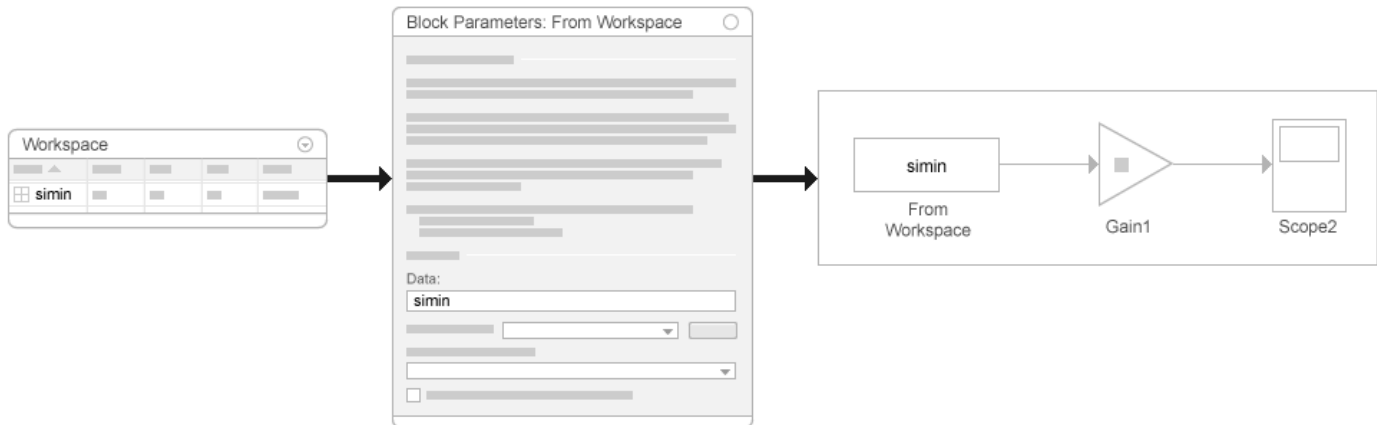 Workspace
simin
Block Parameters: From Workspace
Data:
simin
simin
From
Workspace
Gain1
Scope2